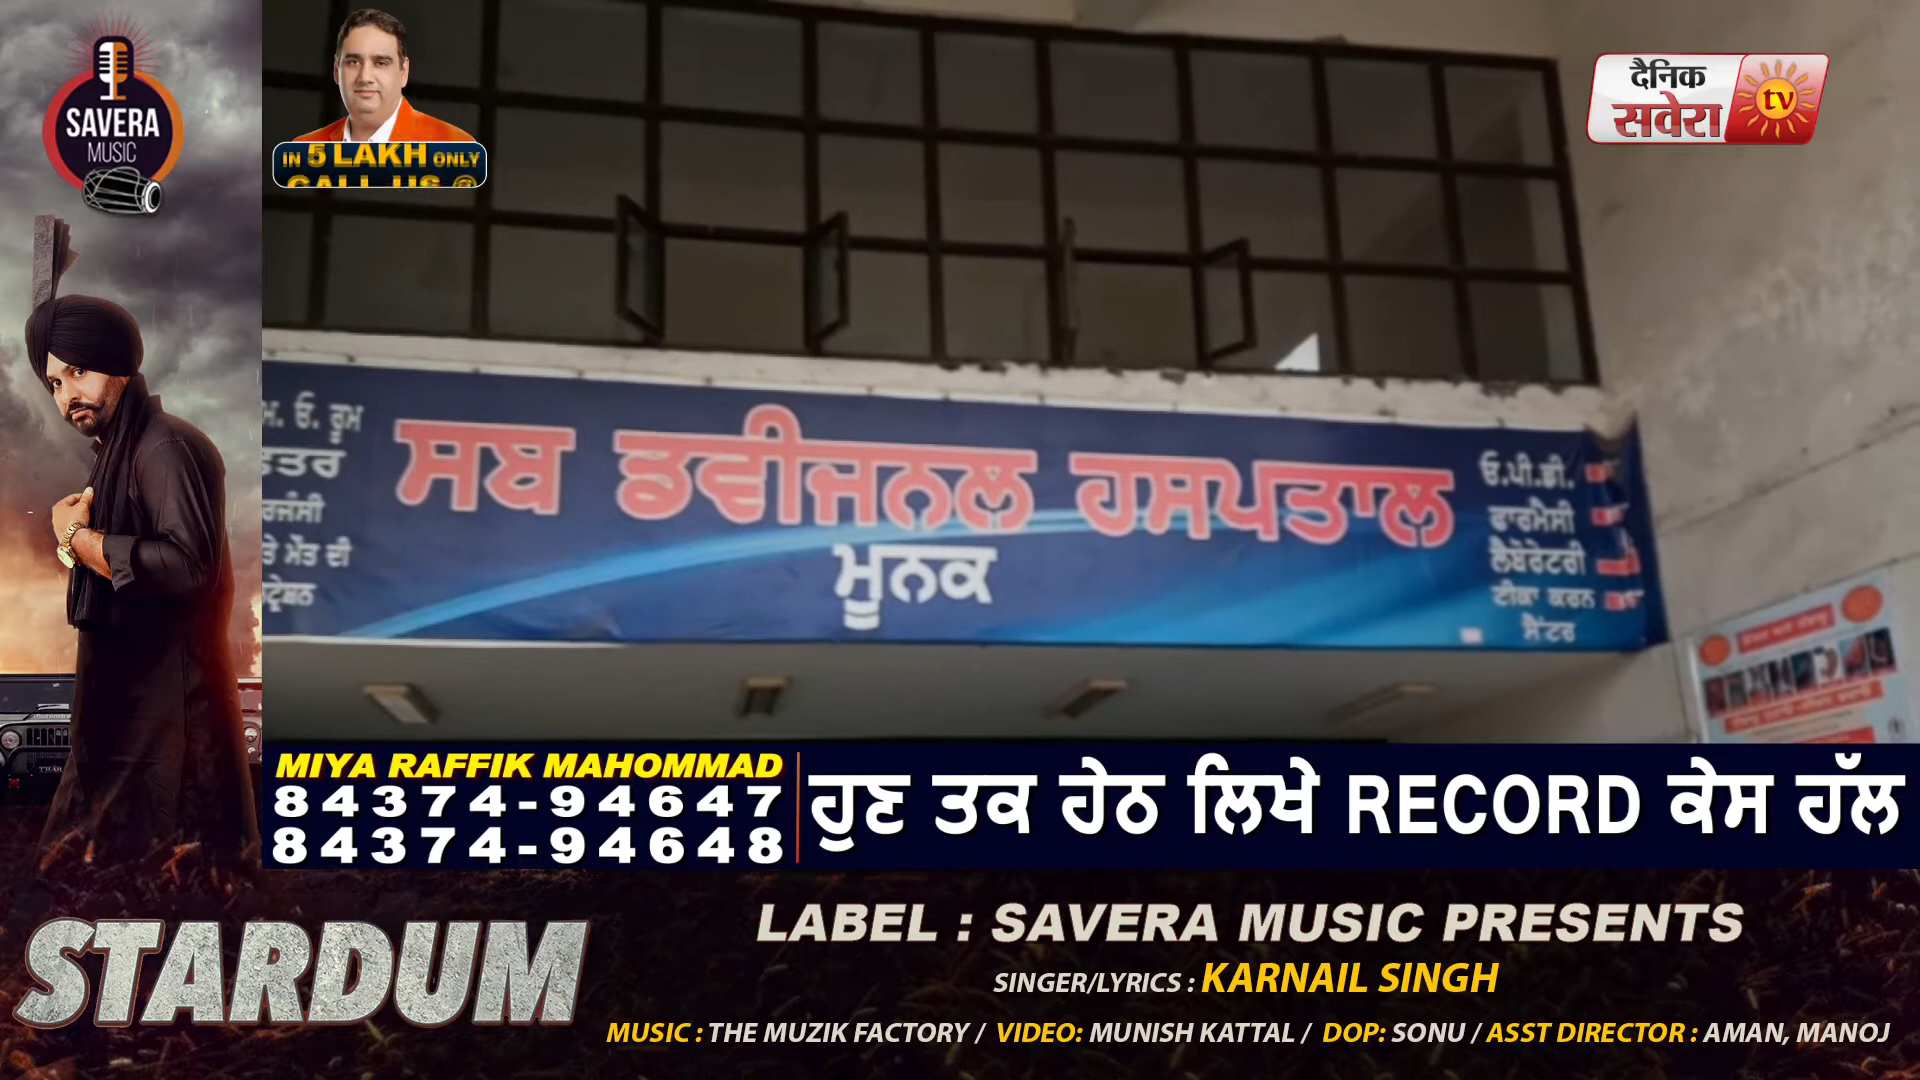 SAVERA
MUSIC
IN 5 LAKH ONLY
CALL US @
दैनिक
सवेरा
tv
ਮ. ਓ. ਰੂਮ
ਸਬ ਡਵੀਜਨਲ ਹਸਪਤਾਲ
ਮੂਨਕ
ਓ.ਪੀ.ਡੀ.
ਫਾਰਮੈਸੀ
ਲੈਬੋਰੇਟਰੀ
ਟੀਕਾ ਕਰਨ
ਸੈਂਟਰ
MIYA RAFFIK MAHOMMAD
84374-94647
84374-94648
ਹੁਣ ਤਕ ਹੇਠ ਲਿਖੇ RECORD ਕੇਸ ਹੱਲ
STARDUM
LABEL : SAVERA MUSIC PRESENTS
SINGER/LYRICS : KARNAIL SINGH
MUSIC : THE MUZIK FACTORY / VIDEO: MUNISH KATTAL / DOP: SONU / ASST DIRECTOR : AMAN, MANOJ